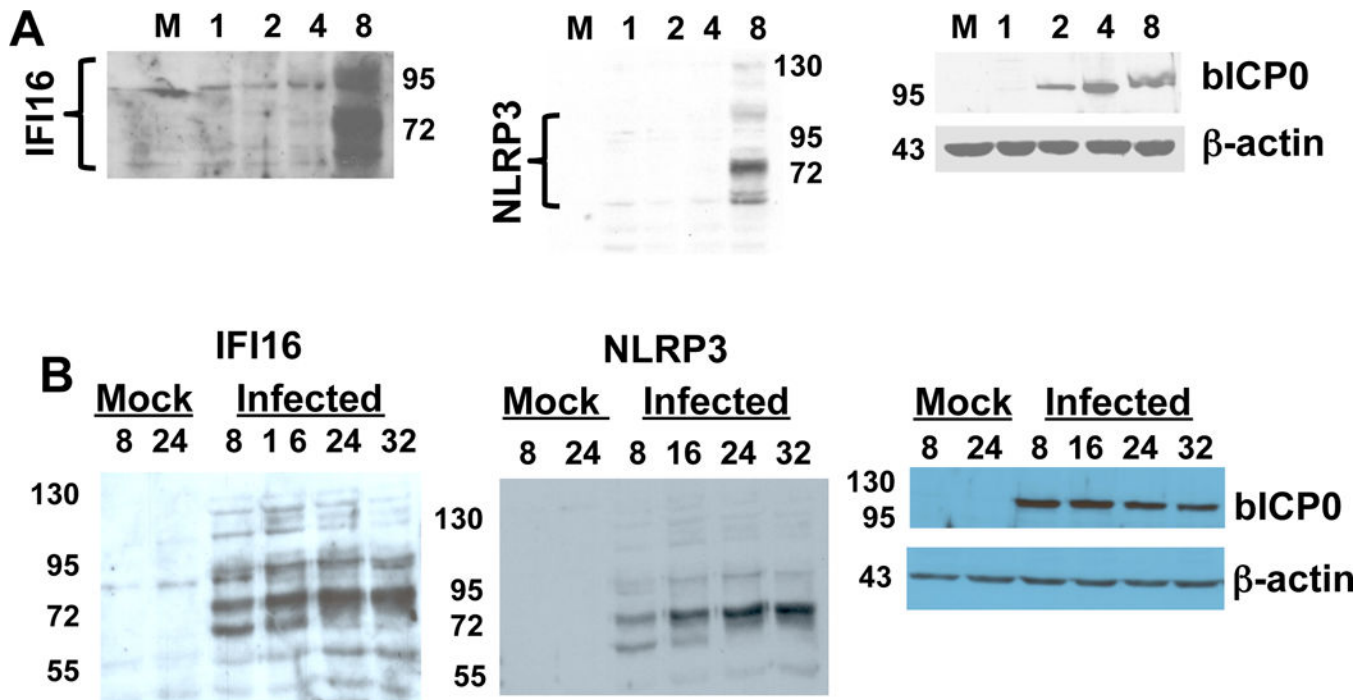 A
M 1 2 4 8
IFI16
95
72
M 1 2 4 8
NLRP3
130
95
72
M 1 2 4 8
95
bICP0
43
β-actin
B
IFI16
Mock Infected
8 24 8 1 6 24 32
130
95
72
55
NLRP3
Mock Infected
8 24 8 16 24 32
130
95
72
55
Mock Infected
8 24 8 16 24 32
130
95
bICP0
43
β-actin